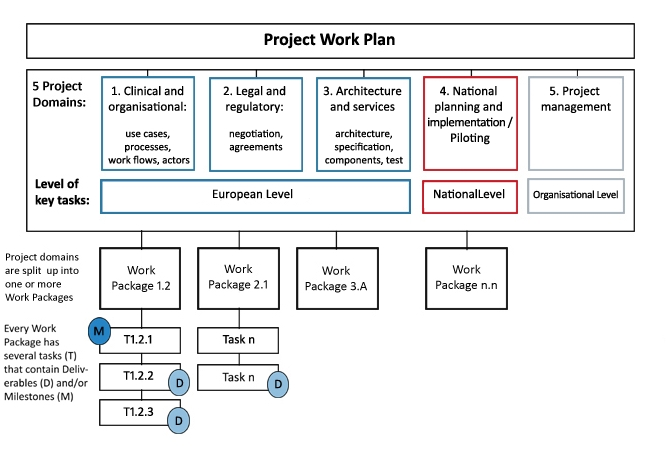 Project Work Plan
5 Project
Domains:
1. Clinical and
organisational:
use cases,
processes,
work flows, actors
2. Legal and
regulatory:
negotiation,
agreements
3. Architecture
and services
architecture,
specification,
components, test
4. National
planning and
implementation /
Piloting
5. Project
management
Level of
key tasks:
European Level
NationalLevel
Organisational Level
Project domains
are split up into
one or more
Work Packages
Work
Package 1.2
Work
Package 2.1
Work
Package 3.A
Work
Package n.n
Every Work
Package has
several tasks (T)
that contain Deliv-
erables (D) and/or
Milestones (M)
M
T1.2.1
T1.2.2
D
T1.2.3
D
Task n
Task n
D